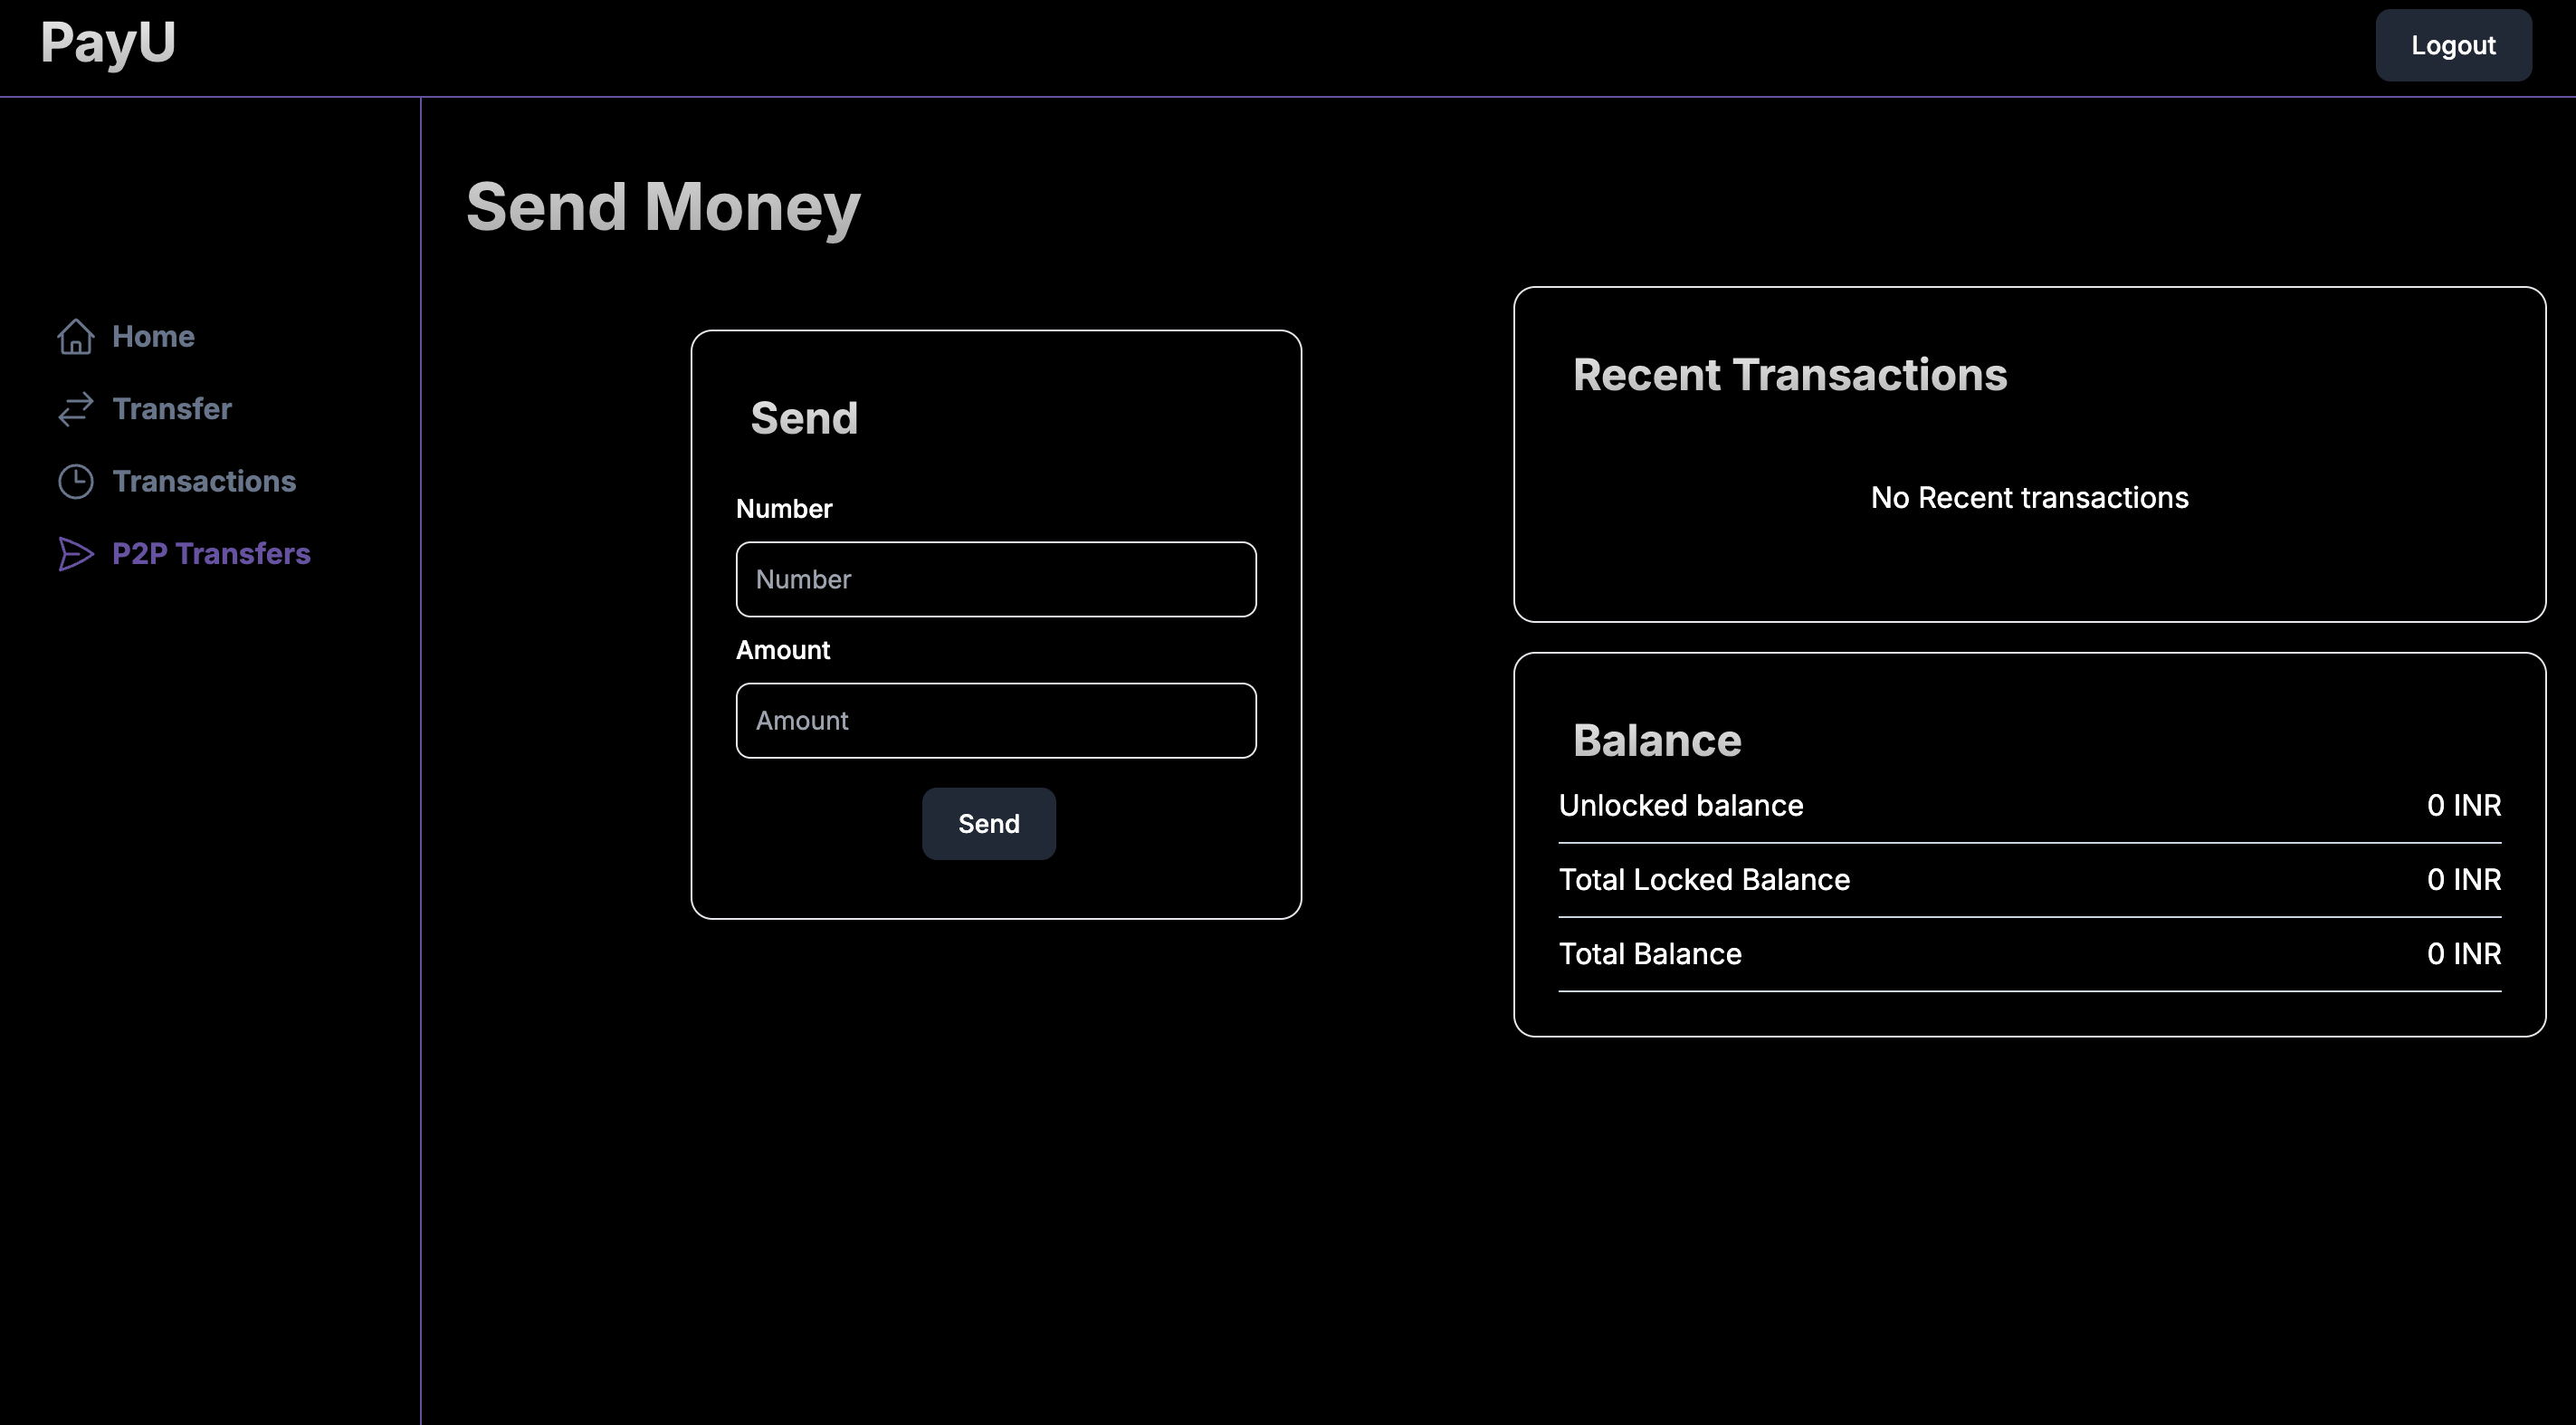 PayU
Logout
Home
Transfer
Transactions
P2P Transfers
Send Money
Send
Number
Number
Amount
Amount
Send
Recent Transactions
No Recent transactions
Balance
Unlocked balance 0 INR
Total Locked Balance 0 INR
Total Balance 0 INR